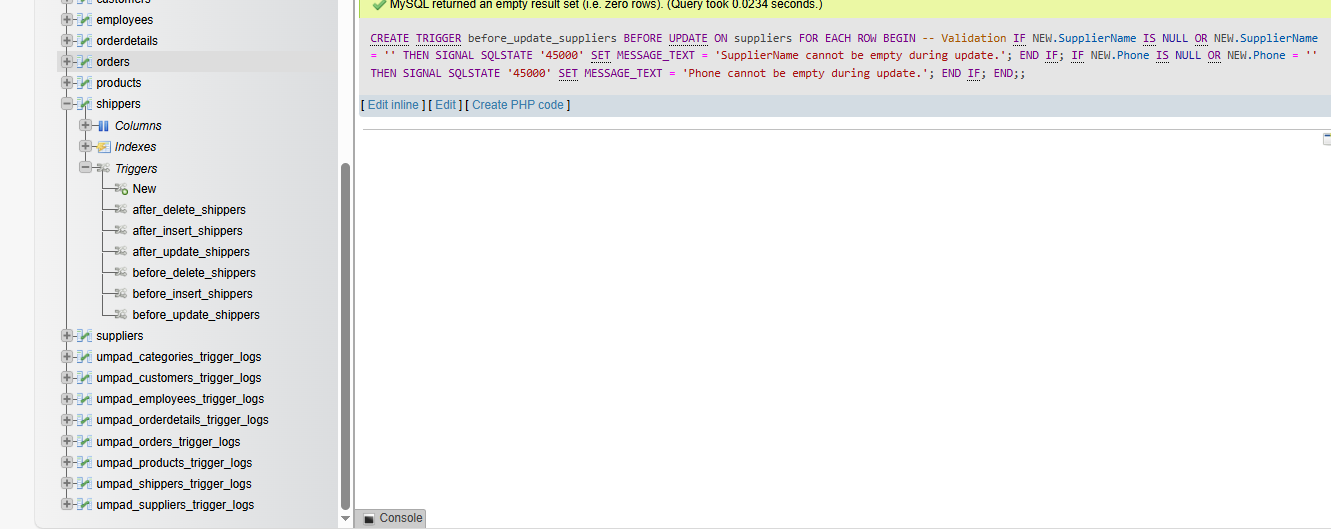 customers
employees
orderdetails
orders
products
shippers
Columns
Indexes
Triggers
New
after_delete_shippers
after_insert_shippers
after_update_shippers
before_delete_shippers
before_insert_shippers
before_update_shippers
suppliers
umpad_categories_trigger_logs
umpad_customers_trigger_logs
umpad_employees_trigger_logs
umpad_orderdetails_trigger_logs
umpad_orders_trigger_logs
umpad_products_trigger_logs
umpad_shippers_trigger_logs
umpad_suppliers_trigger_logs
MySQL returned an empty result set (i.e. zero rows). (Query took 0.0234 seconds.)
CREATE TRIGGER before_update_suppliers BEFORE UPDATE ON suppliers FOR EACH ROW BEGIN -- Validation IF NEW.SupplierName IS NULL OR NEW.SupplierName
= '' THEN SIGNAL SQLSTATE '45000' SET MESSAGE_TEXT = 'SupplierName cannot be empty during update.'; END IF; IF NEW.Phone IS NULL OR NEW.Phone = ''
THEN SIGNAL SQLSTATE '45000' SET MESSAGE_TEXT = 'Phone cannot be empty during update.'; END IF; END;;
[ Edit inline ] [ Edit ] [ Create PHP code ]
Console